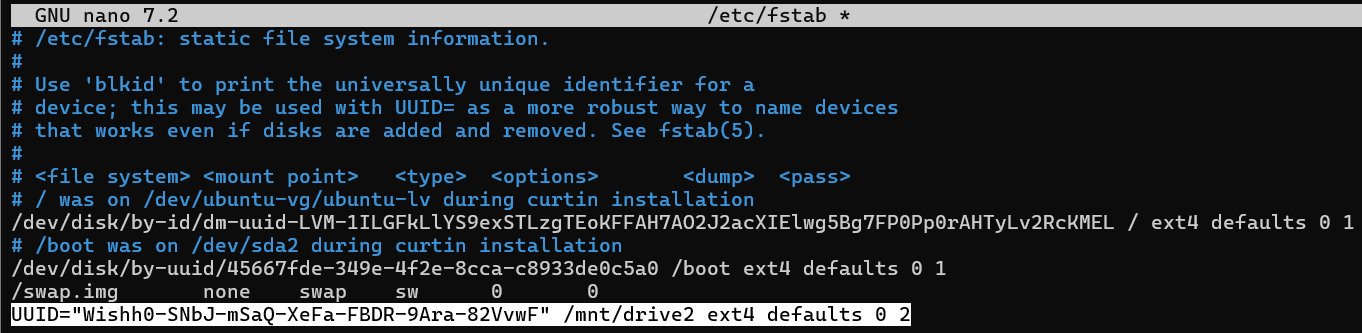 GNU nano 7.2 /etc/fstab *
# /etc/fstab: static file system information.
#
# Use 'blkid' to print the universally unique identifier for a
# device; this may be used with UUID= as a more robust way to name devices
# that works even if disks are added and removed. See fstab(5).
#
# <file system> <mount point>   <type>  <options>       <dump>  <pass>
# / was on /dev/ubuntu-vg/ubuntu-lv during curtin installation
/dev/disk/by-id/dm-uuid-LVM-1ILGFkLlYS9exSTLzgTEoKFFAH7AO2J2acXIElwg5Bg7FP0Pp0rAHTyLv2RcKMEL / ext4 defaults 0 1
# /boot was on /dev/sda2 during curtin installation
/dev/disk/by-uuid/45667fde-349e-4f2e-8cca-c8933de0c5a0 /boot ext4 defaults 0 1
/swap.img       none    swap    sw      0       0
UUID="Wishh0-SNbJ-mSaQ-XeFa-FBDR-9Ara-82VvwF" /mnt/drive2 ext4 defaults 0 2